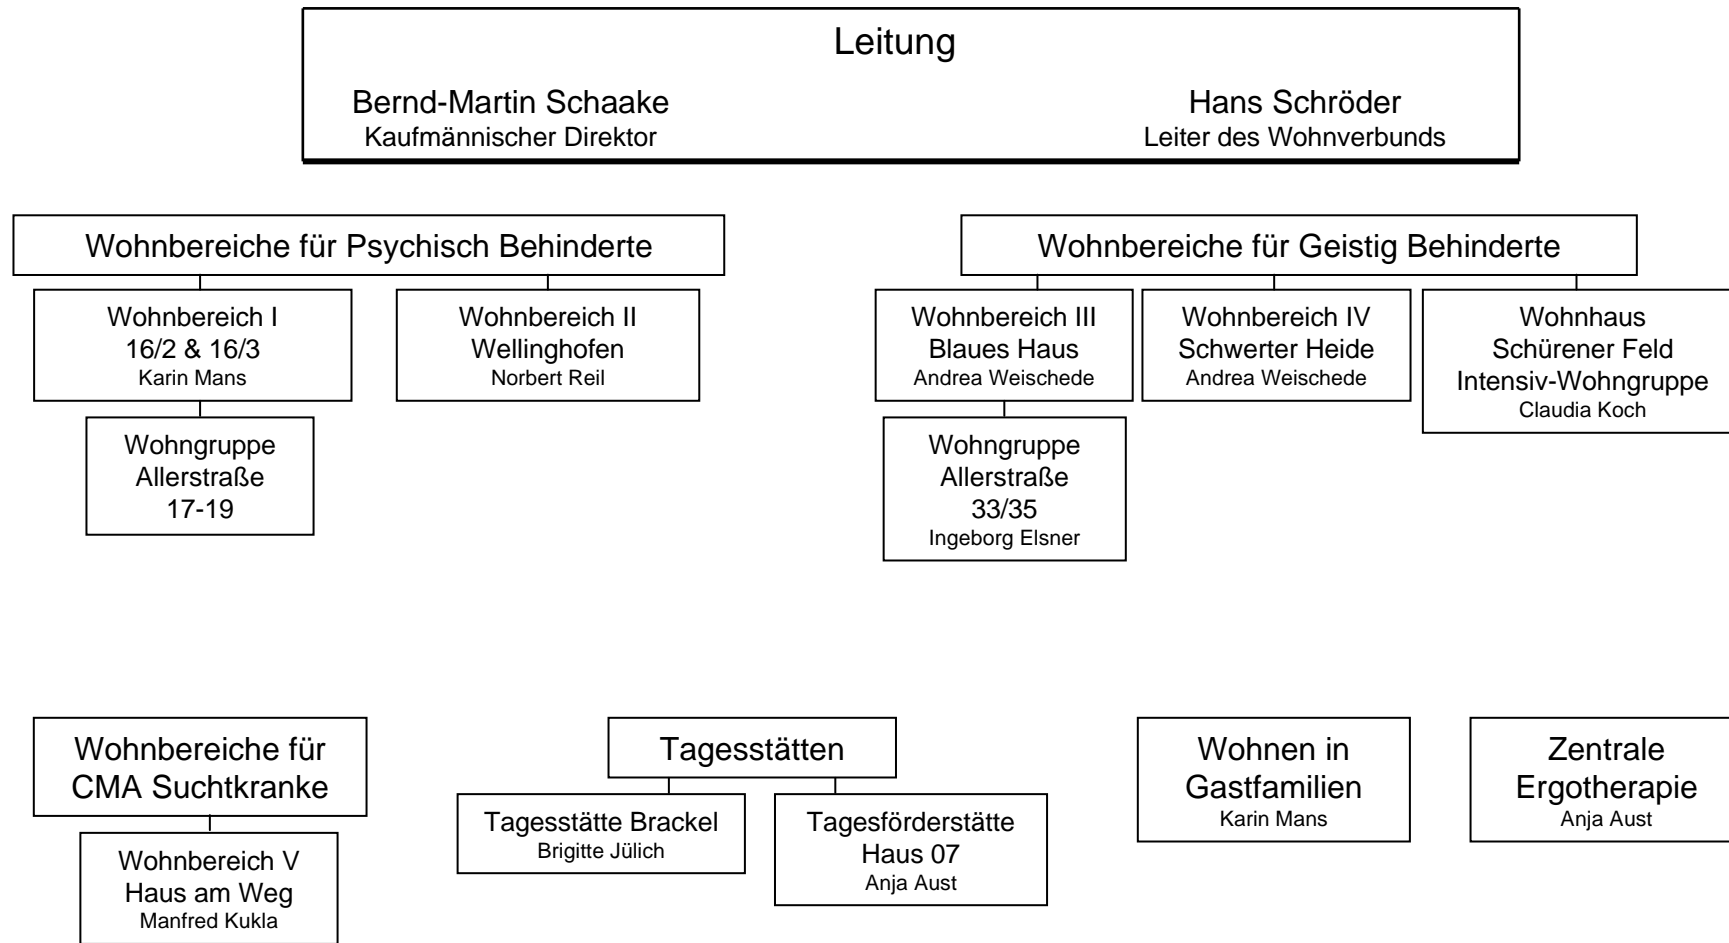 Leitung
Bernd-Martin Schaake
Kaufmännischer Direktor
Hans Schröder
Leiter des Wohnverbunds
Wohnbereiche für Psychisch Behinderte
Wohnbereich I
16/2 & 16/3
Karin Mans
Wohngruppe
Allerstraße
17-19
Wohnbereich II
Wellinghofen
Norbert Reil
Wohnbereiche für Geistig Behinderte
Wohnbereich III
Blaues Haus
Andrea Weischede
Wohngruppe
Allerstraße
33/35
Ingeborg Elsner
Wohnbereich IV
Schwerter Heide
Andrea Weischede
Wohnhaus
Schürener Feld
Intensiv-Wohngruppe
Claudia Koch
Wohnbereiche für
CMA Suchtkranke
Wohnbereich V
Haus am Weg
Manfred Kukla
Tagesstätten
Tagesstätte Brackel
Brigitte Jülich
Tagesförderstätte
Haus 07
Anja Aust
Wohnen in
Gastfamilien
Karin Mans
Zentrale
Ergotherapie
Anja Aust